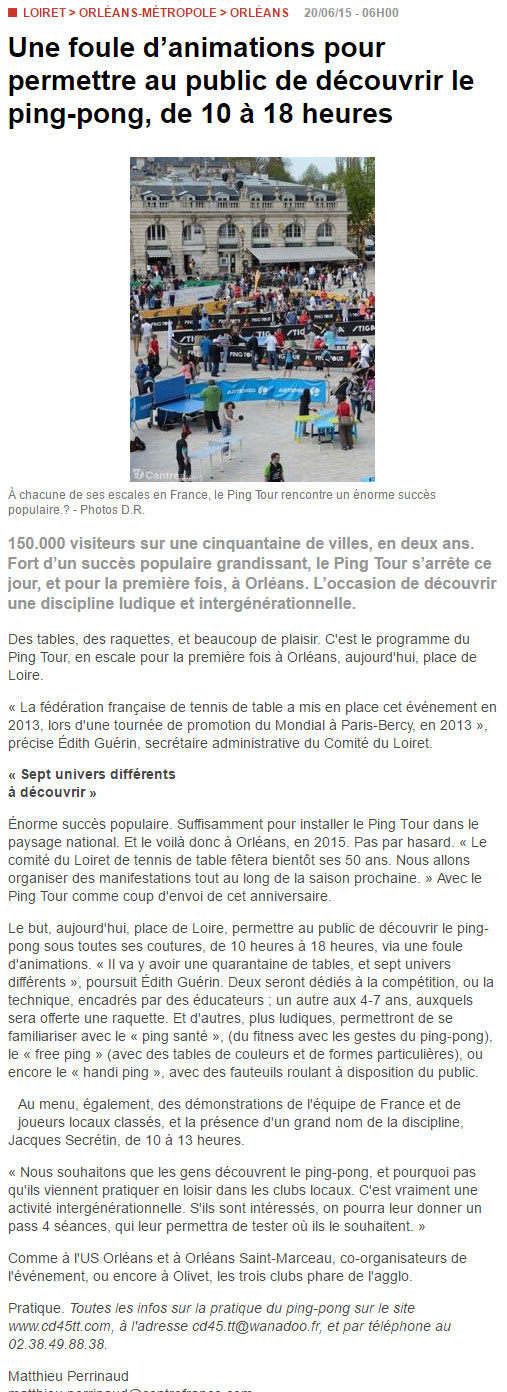 LOIRET > ORLÉANS-MÉTROPOLE > ORLÉANS 20/06/15 - 06H00
Une foule d’animations pour
permettre au public de découvrir le
ping-pong, de 10 à 18 heures
PING TOUR
STIGA
PING TOUR
ARTENGO
ARTENGO
Centre
À chacune de ses escales en France, le Ping Tour rencontre un énorme succès
populaire.? - Photos D.R.
150.000 visiteurs sur une cinquantaine de villes, en deux ans.
Fort d’un succès populaire grandissant, le Ping Tour s’arrête ce
jour, et pour la première fois, à Orléans. L’occasion de découvrir
une discipline ludique et intergénérationnelle.
Des tables, des raquettes, et beaucoup de plaisir. C'est le programme du
Ping Tour, en escale pour la première fois à Orléans, aujourd'hui, place de
Loire.
« La fédération française de tennis de table a mis en place cet événement en
2013, lors d'une tournée de promotion du Mondial à Paris-Bercy, en 2013 »,
précise Édith Guérin, secrétaire administrative du Comité du Loiret.
« Sept univers différents
à découvrir »
Énorme succès populaire. Suffisamment pour installer le Ping Tour dans le
paysage national. Et le voilà donc à Orléans, en 2015. Pas par hasard. « Le
comité du Loiret de tennis de table fêtera bientôt ses 50 ans. Nous allons
organiser des manifestations tout au long de la saison prochaine. » Avec le
Ping Tour comme coup d'envoi de cet anniversaire.
Le but, aujourd'hui, place de Loire, permettre au public de découvrir le ping-
pong sous toutes ses coutures, de 10 heures à 18 heures, via une foule
d'animations. « Il va y avoir une quarantaine de tables, et sept univers
différents », poursuit Édith Guérin. Deux seront dédiés à la compétition, ou la
technique, encadrés par des éducateurs ; un autre aux 4-7 ans, auxquels
sera offerte une raquette. Et d'autres, plus ludiques, permettront de se
familiariser avec le « ping santé », (du fitness avec les gestes du ping-pong),
le « free ping » (avec des tables de couleurs et de formes particulières), ou
encore le « handi ping », avec des fauteuils roulant à disposition du public.
Au menu, également, des démonstrations de l'équipe de France et de
joueurs locaux classés, et la présence d'un grand nom de la discipline,
Jacques Secrétin, de 10 à 13 heures.
« Nous souhaitons que les gens découvrent le ping-pong, et pourquoi pas
qu'ils viennent pratiquer en loisir dans les clubs locaux. C'est vraiment une
activité intergénérationnelle. S'ils sont intéressés, on pourra leur donner un
pass 4 séances, qui leur permettra de tester où ils le souhaitent. »
Comme à l'US Orléans et à Orléans Saint-Marceau, co-organisateurs de
l'événement, ou encore à Olivet, les trois clubs phare de l'agglo.
Pratique. Toutes les infos sur la pratique du ping-pong sur le site
www.cd45tt.com, à l'adresse cd45.tt@wanadoo.fr, et par téléphone au
02.38.49.88.38.
Matthieu Perrinaud
matthieu.perrinaud@centrefrance.com